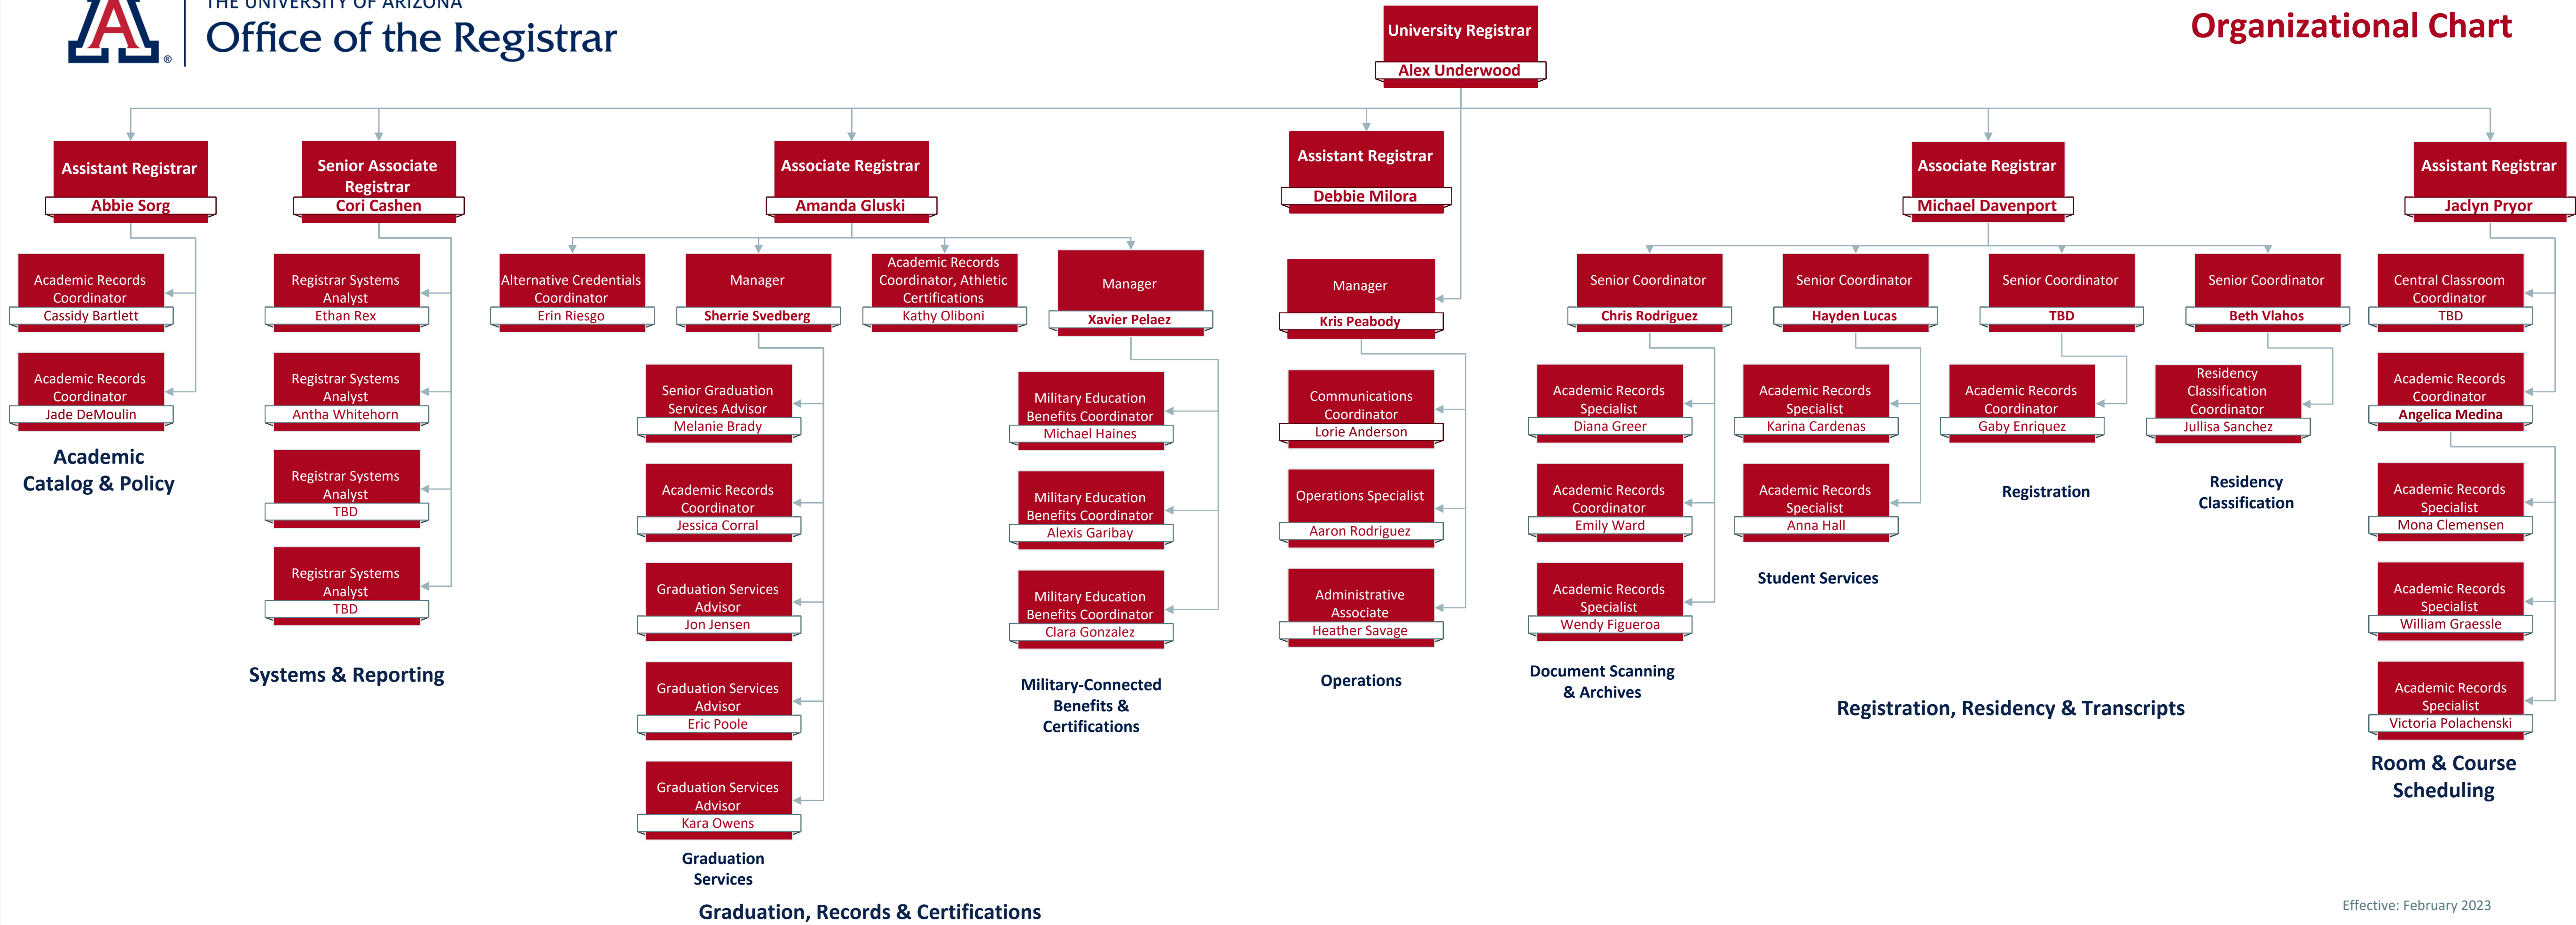 THE UNIVERSITY OF ARIZONA
Office of the Registrar
A
®
Organizational Chart
University Registrar
Alex Underwood
Assistant Registrar
Abbie Sorg
Academic Records
Coordinator
Cassidy Bartlett
Academic Records
Coordinator
Jade DeMoulin
Academic
Catalog & Policy
Senior Associate
Registrar
Cori Cashen
Registrar Systems
Analyst
Ethan Rex
Registrar Systems
Analyst
Antha Whitehorn
Registrar Systems
Analyst
TBD
Registrar Systems
Analyst
TBD
Systems & Reporting
Associate Registrar
Amanda Gluski
Alternative Credentials
Coordinator
Erin Riesgo
Manager
Sherrie Svedberg
Senior Graduation
Services Advisor
Melanie Brady
Academic Records
Coordinator
Jessica Corral
Graduation Services
Advisor
Jon Jensen
Graduation Services
Advisor
Eric Poole
Graduation Services
Advisor
Kara Owens
Graduation
Services
Academic Records
Coordinator, Athletic
Certifications
Kathy Oliboni
Manager
Xavier Pelaez
Military Education
Benefits Coordinator
Michael Haines
Military Education
Benefits Coordinator
Alexis Garibay
Military Education
Benefits Coordinator
Clara Gonzalez
Military-Connected
Benefits &
Certifications
Graduation, Records & Certifications
Assistant Registrar
Debbie Milora
Manager
Kris Peabody
Communications
Coordinator
Lorie Anderson
Operations Specialist
Aaron Rodriguez
Administrative
Associate
Heather Savage
Operations
Associate Registrar
Michael Davenport
Senior Coordinator
Chris Rodriguez
Academic Records
Specialist
Diana Greer
Academic Records
Coordinator
Emily Ward
Academic Records
Specialist
Wendy Figueroa
Document Scanning
& Archives
Senior Coordinator
Hayden Lucas
Academic Records
Specialist
Karina Cardenas
Academic Records
Specialist
Anna Hall
Student Services
Senior Coordinator
TBD
Academic Records
Coordinator
Gaby Enriquez
Registration
Senior Coordinator
Beth Vlahos
Residency
Classification
Coordinator
Jullisa Sanchez
Residency
Classification
Registration, Residency & Transcripts
Assistant Registrar
Jaclyn Pryor
Central Classroom
Coordinator
TBD
Academic Records
Coordinator
Angelica Medina
Academic Records
Specialist
Mona Clemensen
Academic Records
Specialist
William Graessle
Academic Records
Specialist
Victoria Polachenski
Room & Course
Scheduling
Effective: February 2023